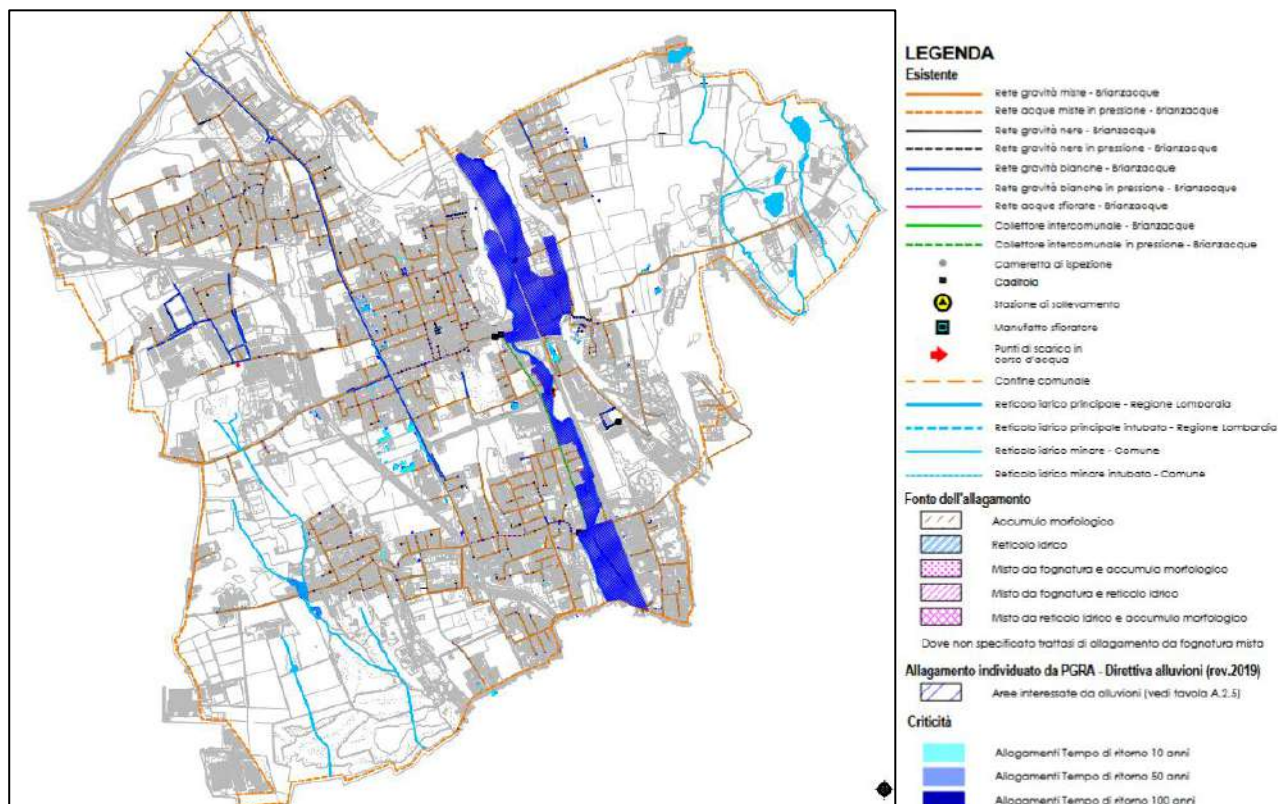 LEGENDA
Esistente
Rete gravità miste - Brianzacque
Rete acque miste in pressione - Brianzacque
Rete gravità nere - Brianzacque
Rete gravità nere in pressione - Brianzacque
Rete gravità bianche - Brianzacque
Rete gravità bianche in pressione - Brianzacque
Rete acque sfiorate - Brianzacque
Collettore intercomunale - Brianzacque
Collettore intercomunale in pressione - Brianzacque
Cameretta di ispezione
Caditoia
Stazione di sollevamento
Manufatto sfioratore
Punti di scarico in
corso d'acqua
Confine comunale
Reticolo idrico principale - Regione Lombardia
Reticolo idrico principale intubato - Regione Lombardia
Reticolo idrico minore - Comune
Reticolo idrico minore intubato - Comune
Fonte dell'allagamento
Accumulo morfologico
Reticolo idrico
Misto da fognatura e accumulo morfologico
Misto da fognatura e reticolo idrico
Misto da reticolo idrico e accumulo morfologico
Dove non specificato trattasi di allagamento da fognatura mista
Allagamento individuato da PGRA - Direttiva alluvioni (rev.2019)
Aree interessate da alluvioni (vedi tavola A.2.5)
Criticità
Allagamenti Tempo di ritorno 10 anni
Allagamenti Tempo di ritorno 50 anni
Allagamenti Tempo di ritorno 100 anni